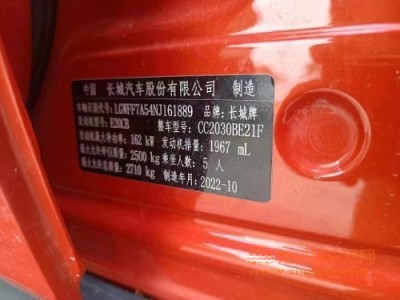 中国 长城汽车股份有限公司 制造
车辆识别代号: LGWFF7A54NJ161889 品牌: 长城牌
发动机型号: E20CB 整车型号: CC2030BE21F
发动机最大净功率: 162 kW 发动机排量: 1967 mL
最大允许牵引质量: 2500 kg 乘坐人数: 5 人
最大允许总质量: 2710 kg 制造年月: 2022-10